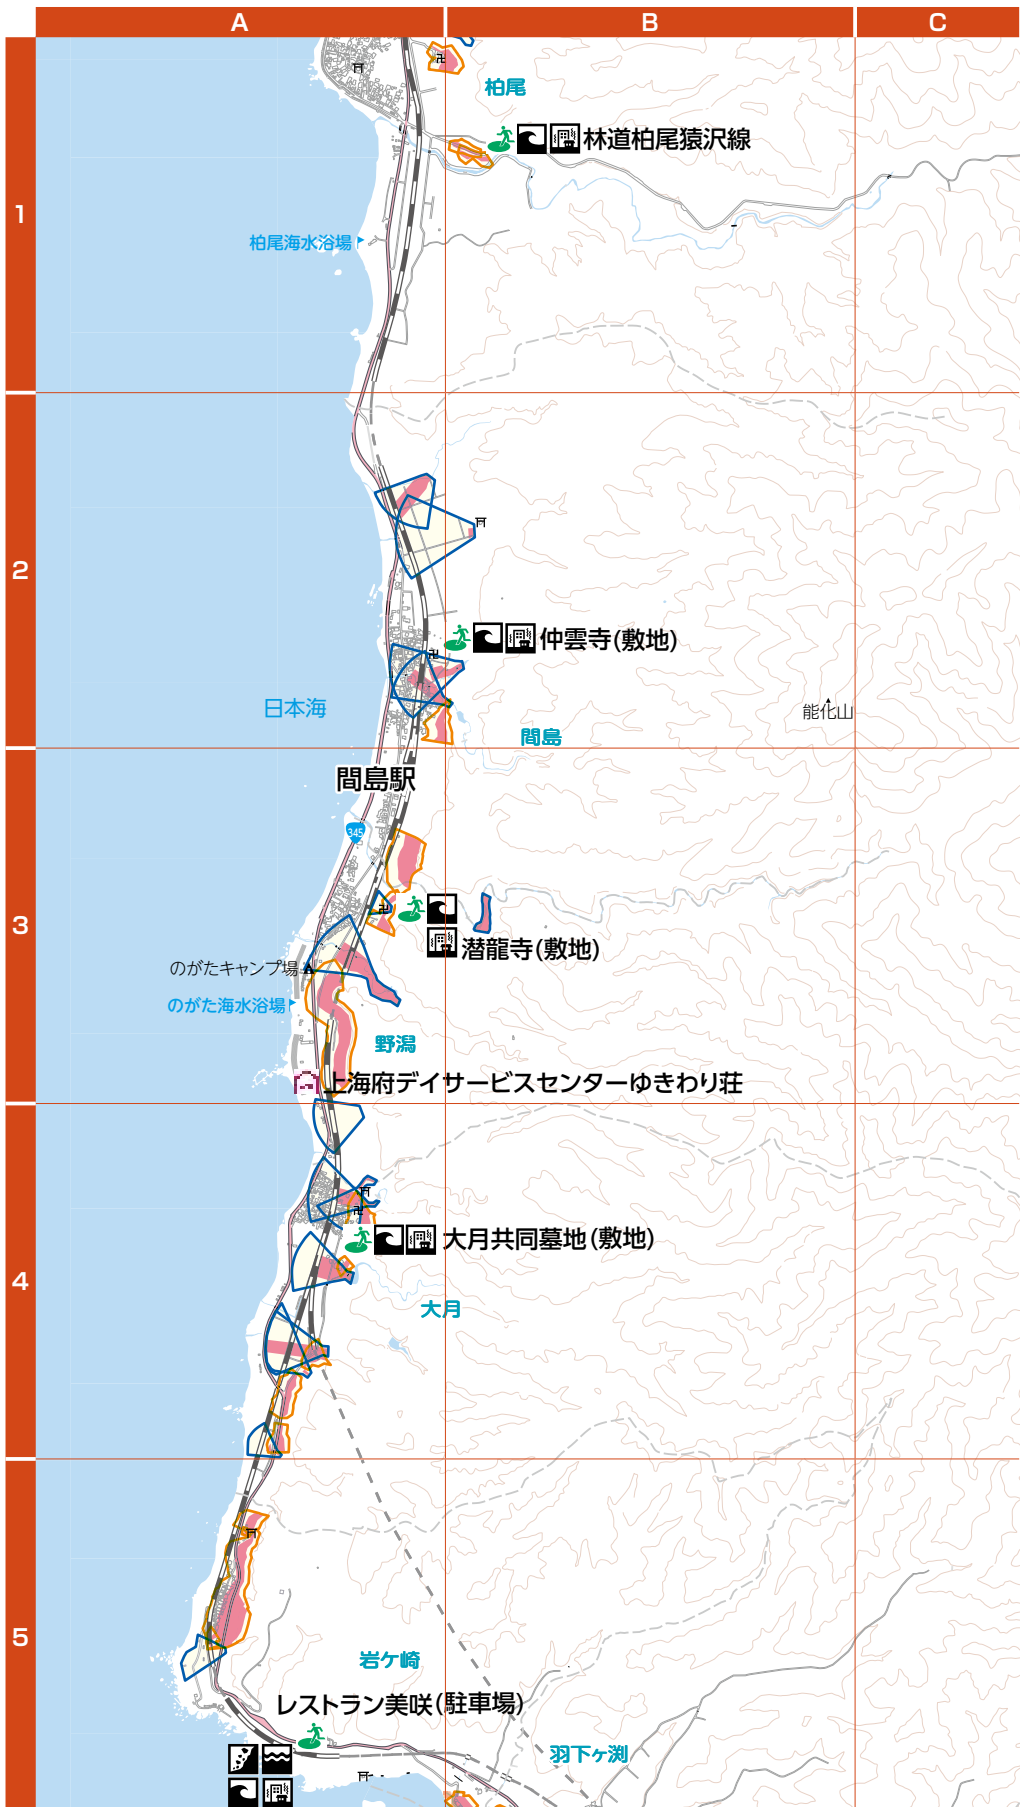 A
B
C
1
柏尾
林道柏尾猿沢線
柏尾海水浴場
2
仲雲寺(敷地)
日本海
能化山
間島
3
間島駅
345
潜龍寺(敷地)
のがたキャンプ場
のがた海水浴場
野潟
上海府デイサービスセンターゆきわり荘
4
大月共同墓地(敷地)
大月
5
岩ケ崎
レストラン美咲(駐車場)
羽下ヶ渕